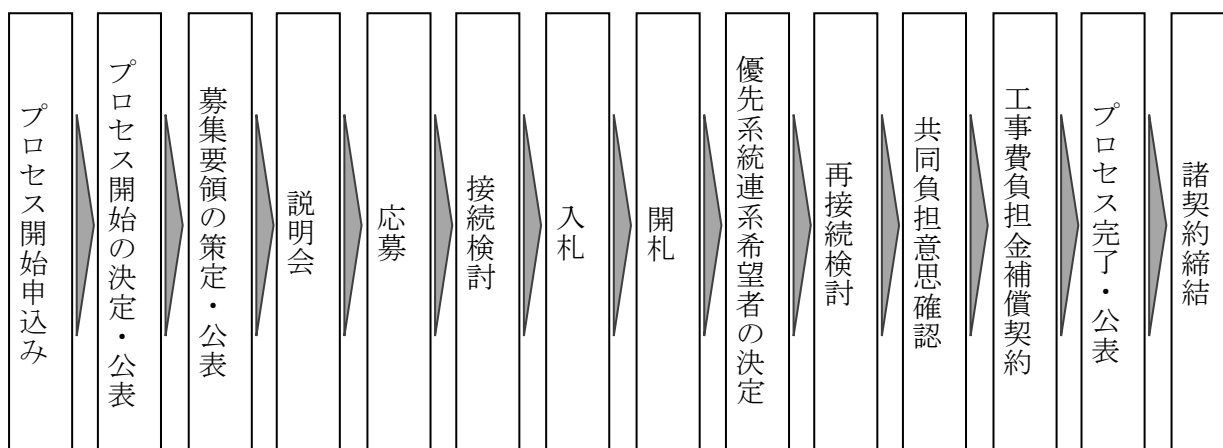 プロセス開始申込み
プロセス開始の決定・公表
募集要領の策定・公表
説明会
応募
接続検討
入札
開札
優先系統連系希望者の決定
再接続検討
共同負担意思確認
工事費負担金補償契約
プロセス完了・公表
諸契約締結